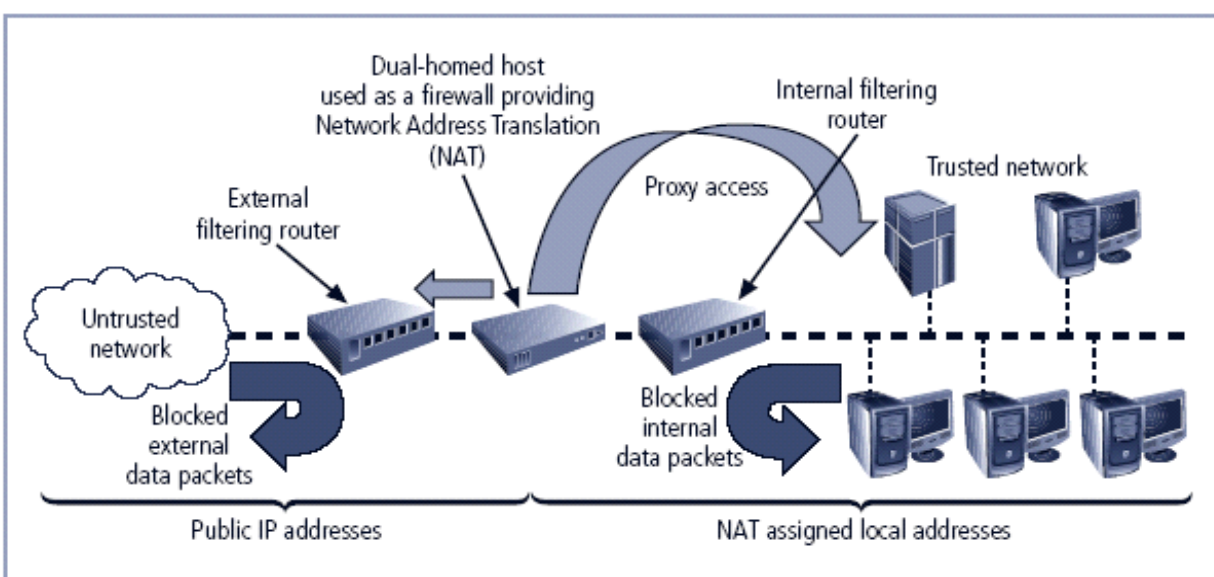 Dual-homed host
used as a firewall providing
Network Address Translation
(NAT)
Internal filtering
router
Trusted network
Proxy access
External
filtering router
Untrusted
network
Blocked
external
data packets
Blocked
internal
data packets
Public IP addresses
NAT assigned local addresses